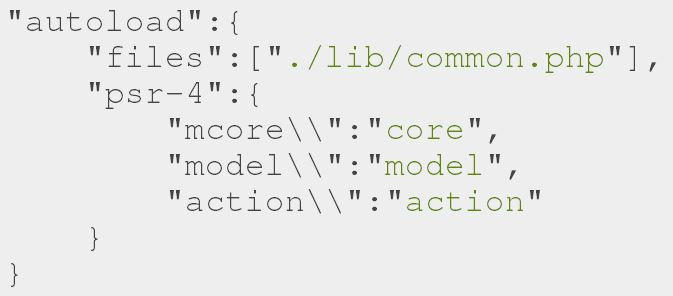 "autoload":{
    "files":["./lib/common.php"],
    "psr-4":{
        "mcore\\":"core",
        "model\\":"model",
        "action\\":"action"
    }
}